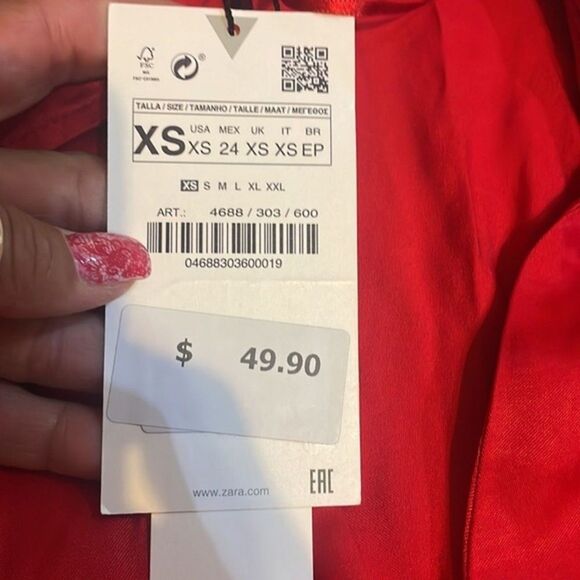 FSC
®
TALLA / SIZE / TAMANHO / TAILLE / MAAT / ΜΕΓΕΘΟΣ
XS
USA MEX UK IT BR
XS 24 XS XS EP
XS S M L XL XXL
ART.: 4688 / 303 / 600
04688303600019
$ 49.90
www.zara.com
EAC